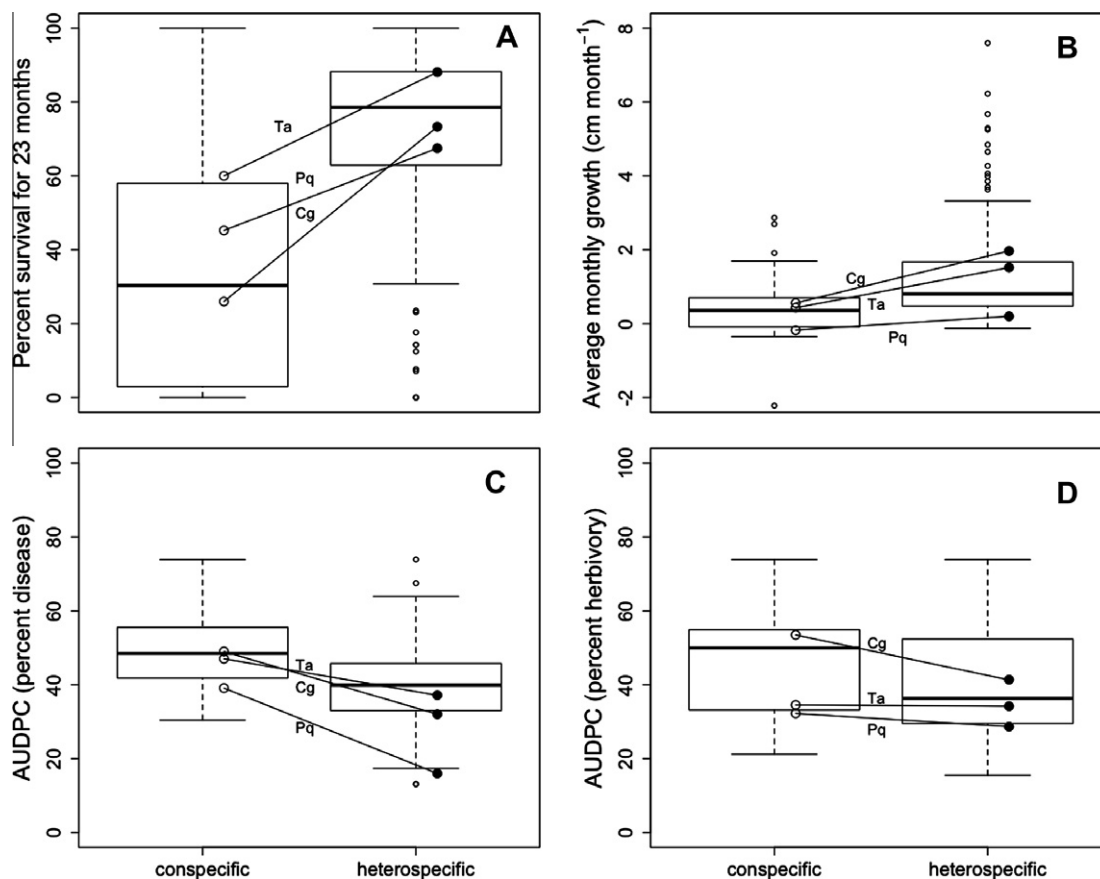 A
Percent survival for 23 months
100
80
60
40
20
0
Ta
Pq
Cg
B
Average monthly growth (cm month⁻¹)
8
6
4
2
0
-2
Cg
Ta
Pq
C
AUDPC (percent disease)
100
80
60
40
20
0
Ta
Cg
Pq
conspecific
heterospecific
D
AUDPC (percent herbivory)
100
80
60
40
20
0
Cg
Ta
Pq
conspecific
heterospecific